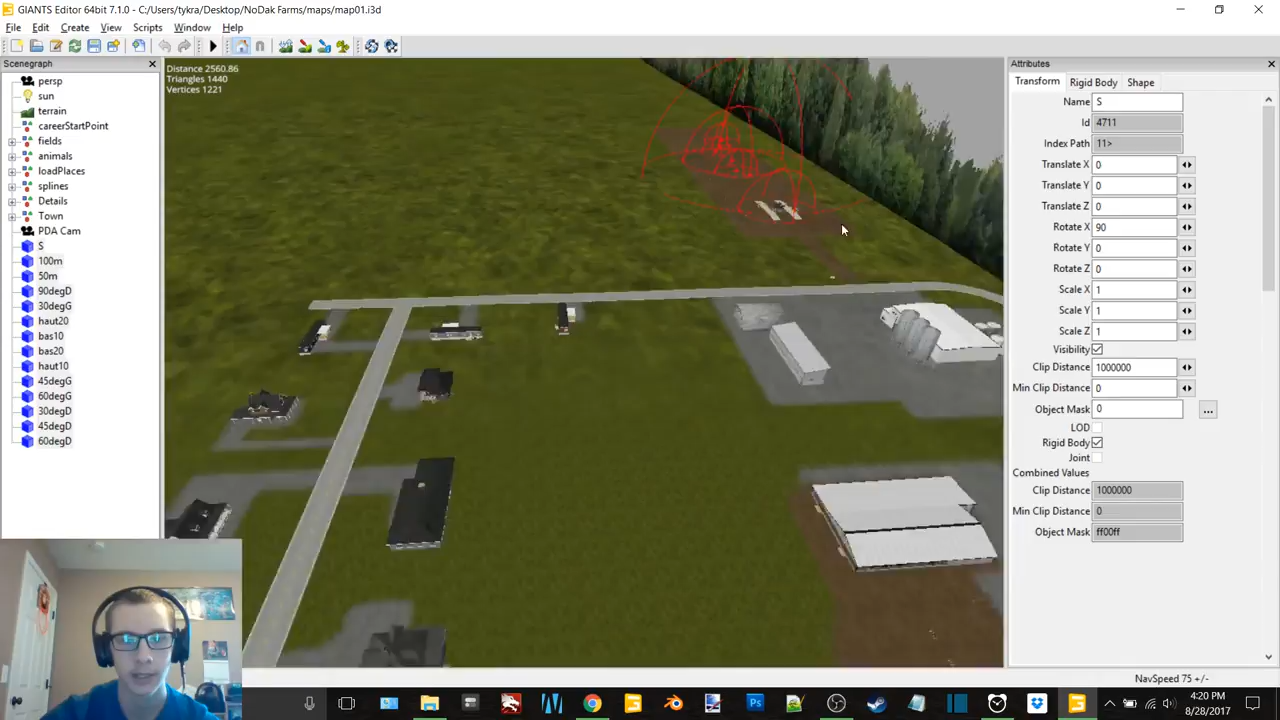 GIANTS Editor 64bit 7.1.0 - C:/Users/tykra/Desktop/NoDak Farms/maps/map01.i3d
File Edit Create View Scripts Window Help
Scenegraph
persp
sun
terrain
careerStartPoint
fields
animals
loadPlaces
splines
Details
Town
PDA Cam
S
100m
50m
90degD
30degG
haut20
bas10
bas20
haut10
45degG
60degG
30degD
45degD
60degD
Distance 2560.86
Triangles 1440
Vertices 1221
Attributes
Transform Rigid Body Shape
Name S
Id 4711
Index Path 11>
Translate X 0
Translate Y 0
Translate Z 0
Rotate X 90
Rotate Y 0
Rotate Z 0
Scale X 1
Scale Y 1
Scale Z 1
Visibility
Clip Distance 1000000
Min Clip Distance 0
Object Mask 0 ...
LOD
Rigid Body
Joint
Combined Values
Clip Distance 1000000
Min Clip Distance 0
Object Mask ff00ff
NavSpeed 75 +/-
4:20 PM
8/28/2017